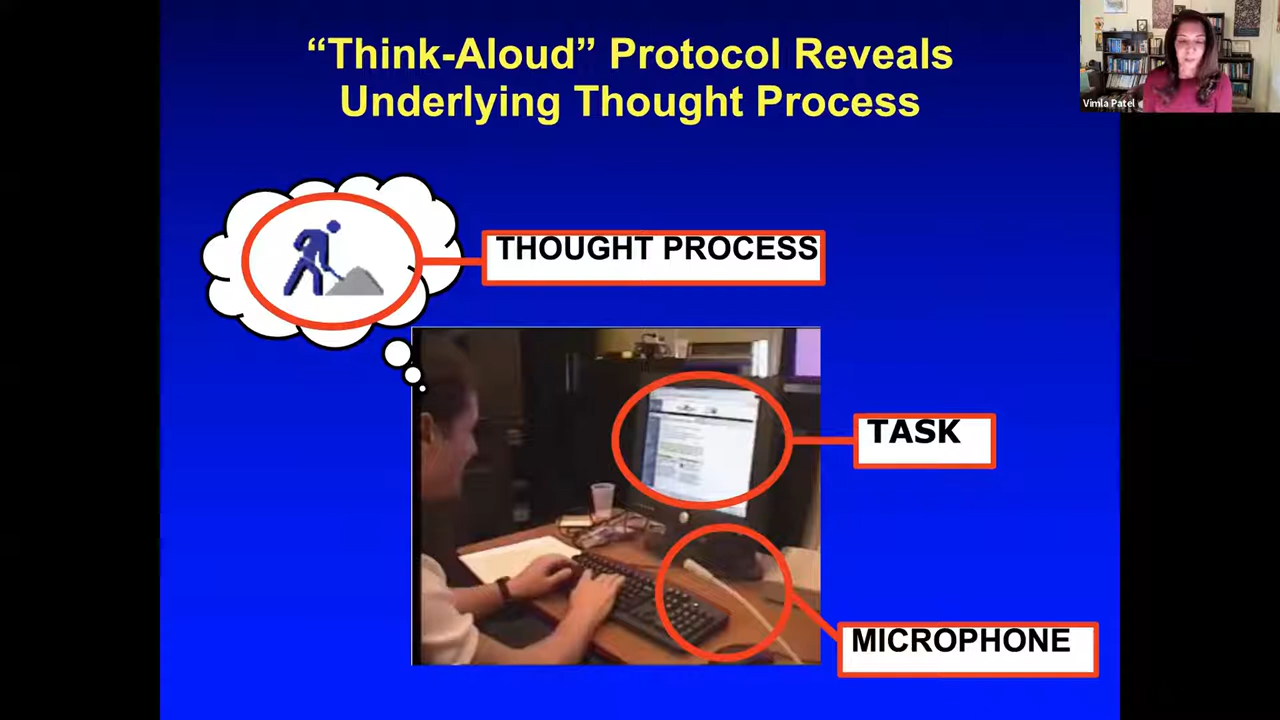 “Think-Aloud” Protocol Reveals
Underlying Thought Process
Vimla Patel
THOUGHT PROCESS
TASK
MICROPHONE